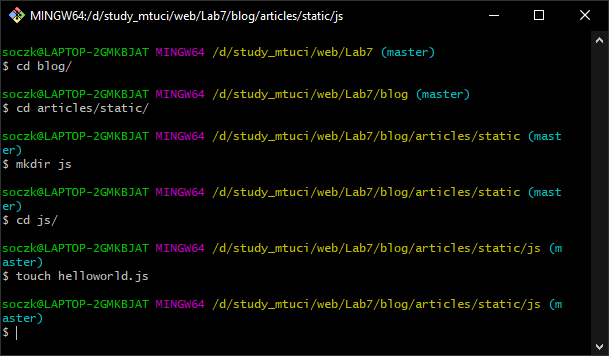 MINGW64:/d/study_mtuci/web/Lab7/blog/articles/static/js
soczk@LAPTOP-2GMKBJAT MINGW64 /d/study_mtuci/web/Lab7 (master)
$ cd blog/
soczk@LAPTOP-2GMKBJAT MINGW64 /d/study_mtuci/web/Lab7/blog (master)
$ cd articles/static/
soczk@LAPTOP-2GMKBJAT MINGW64 /d/study_mtuci/web/Lab7/blog/articles/static (mast
er)
$ mkdir js
soczk@LAPTOP-2GMKBJAT MINGW64 /d/study_mtuci/web/Lab7/blog/articles/static (mast
er)
$ cd js/
soczk@LAPTOP-2GMKBJAT MINGW64 /d/study_mtuci/web/Lab7/blog/articles/static/js (m
aster)
$ touch helloworld.js
soczk@LAPTOP-2GMKBJAT MINGW64 /d/study_mtuci/web/Lab7/blog/articles/static/js (m
aster)
$